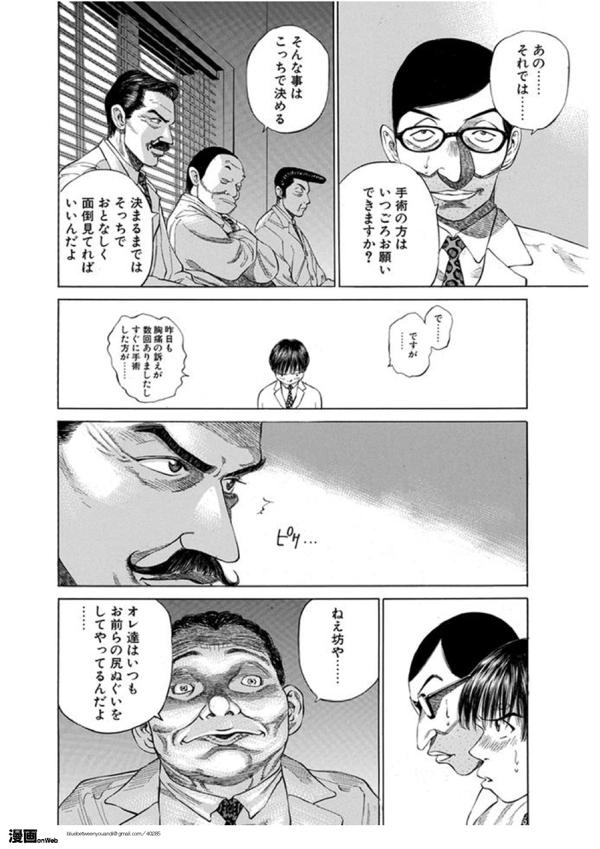 あの……
それでは……
手術の方は
いつごろお願い
できますか？
そんな事は
こっちで決める
決まるまでは
そっちで
おとなしく
面倒見てれば
いいんだよ
で……
……ですが
昨日も
胸痛の訴えが
数回ありましたし
すぐに手術
した方が……
ピク…
ねえ坊や……
オレ達はいつも
お前らの尻ぬぐいを
してやってるんだよ
……
漫画onWeb
bluebetweenyouandi@gmail.com/40285